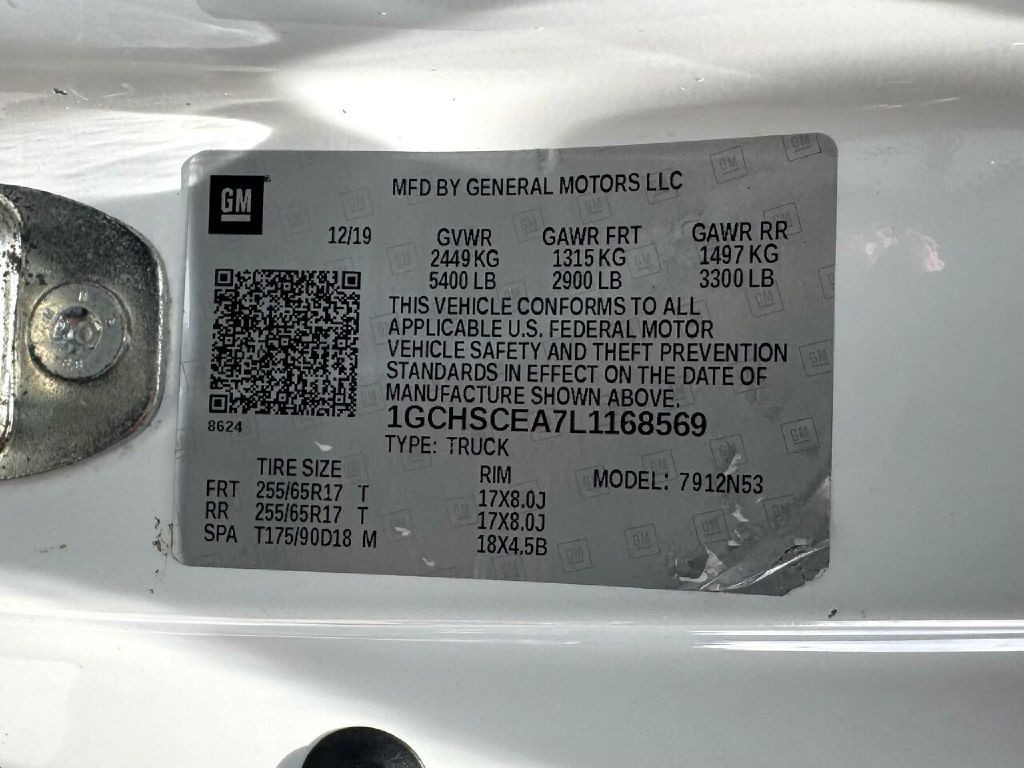 GM
MFD BY GENERAL MOTORS LLC
12/19
GVWR GAWR FRT GAWR RR
2449 KG 1315 KG 1497 KG
5400 LB 2900 LB 3300 LB
THIS VEHICLE CONFORMS TO ALL
APPLICABLE U.S. FEDERAL MOTOR
VEHICLE SAFETY AND THEFT PREVENTION
STANDARDS IN EFFECT ON THE DATE OF
MANUFACTURE SHOWN ABOVE.
8624
1GCHSCEA7L1168569
TYPE: TRUCK
TIRE SIZE RIM MODEL: 7912N53
FRT 255/65R17 T 17X8.0J
RR 255/65R17 T 17X8.0J
SPA T175/90D18 M 18X4.5B